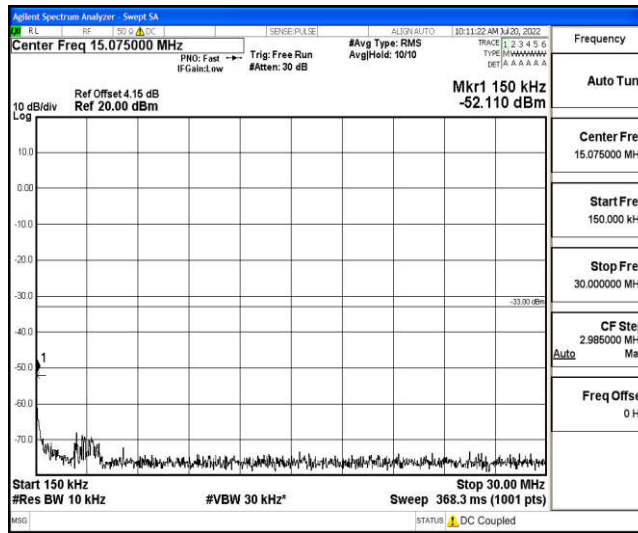 Agilent Spectrum Analyzer - Swept SA
RL RF 50 Ω DC SENSE:PULSE ALIGN AUTO 10:11:22 AM Jul 20, 2022
Center Freq 15.075000 MHz
PNO: Fast
IFGain:Low
Trig: Free Run
#Atten: 30 dB
#Avg Type: RMS
Avg|Hold: 10/10
TRACE 1 2 3 4 5 6
TYPE M W W W W W
DET A A A A A A
Ref Offset 4.15 dB
10 dB/div Ref 20.00 dBm
Log
Mkr1 150 kHz
-52.110 dBm
10.0
0.00
-10.0
-20.0
-30.0
-33.00 dBm
-40.0
1
-50.0
-60.0
-70.0
Start 150 kHz Stop 30.00 MHz
#Res BW 10 kHz #VBW 30 kHz* Sweep 368.3 ms (1001 pts)
MSG STATUS DC Coupled
Frequency
Auto Tun
Center Fre
15.075000 MH
Start Fre
150.000 kH
Stop Fre
30.000000 MH
CF Ste
2.985000 MH
Auto Ma
Freq Offse
0 H